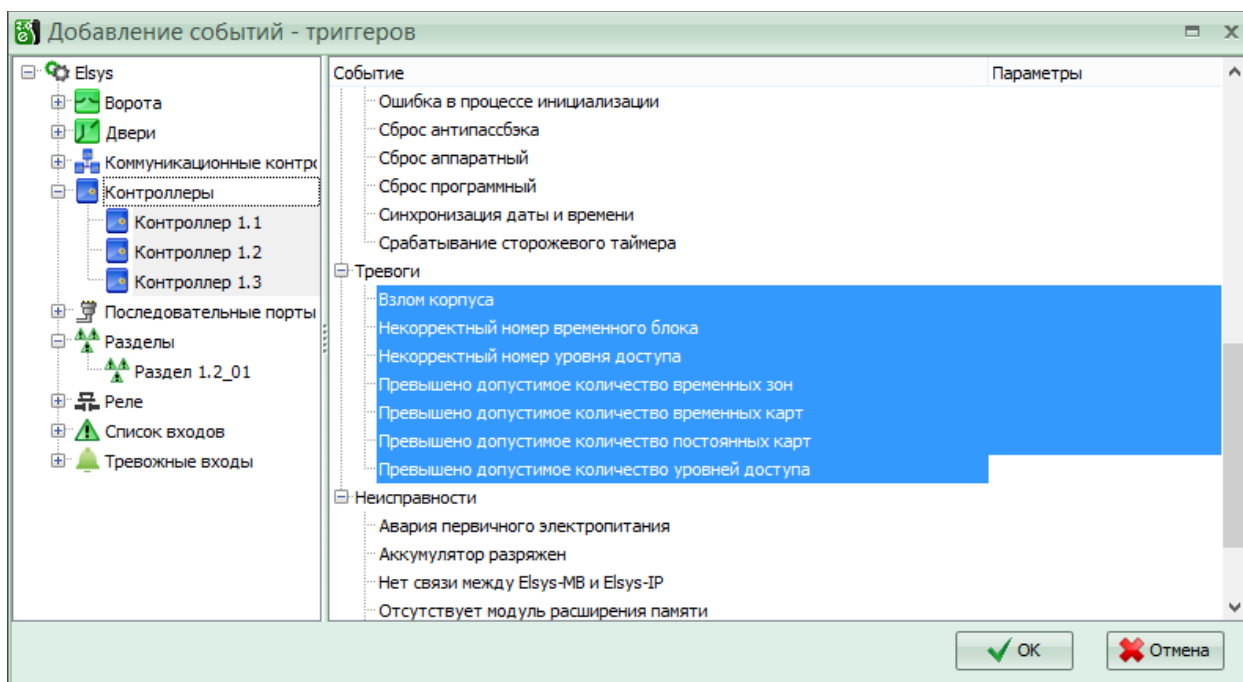 Добавление событий - триггеров
Elsys
Ворота
Двери
Коммуникационные контро
Контроллеры
Контроллер 1.1
Контроллер 1.2
Контроллер 1.3
Последовательные порты
Разделы
Раздел 1.2_01
Реле
Список входов
Тревожные входы
Событие Параметры
Ошибка в процессе инициализации
Сброс антипассбэка
Сброс аппаратный
Сброс программный
Синхронизация даты и времени
Срабатывание сторожевого таймера
Тревоги
Взлом корпуса
Некорректный номер временного блока
Некорректный номер уровня доступа
Превышено допустимое количество временных зон
Превышено допустимое количество временных карт
Превышено допустимое количество постоянных карт
Превышено допустимое количество уровней доступа
Неисправности
Авария первичного электропитания
Аккумулятор разряжен
Нет связи между Elsys-MB и Elsys-IP
Отсутствует модуль расширения памяти
OK Отмена